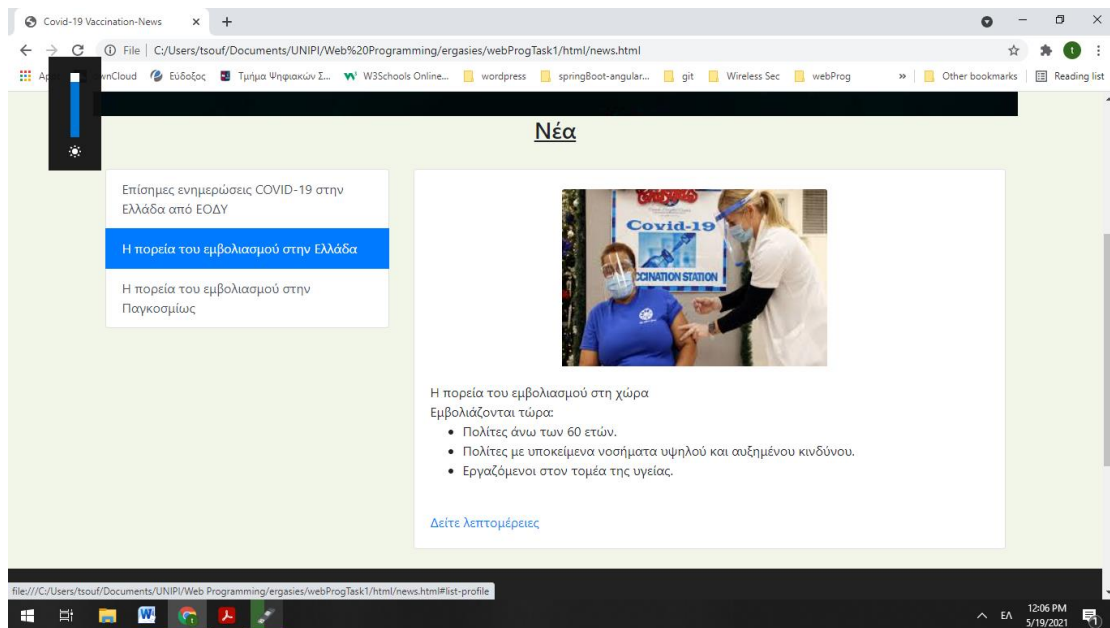 Covid-19 Vaccination-News
File | C:/Users/tsouf/Documents/UNIPI/Web%20Programming/ergasies/webProgTask1/html/news.html
wnCloud Εύδοξος Τμήμα Ψηφιακών Σ... W3Schools Online... wordpress springBoot-angular... git Wireless Sec webProg » Other bookmarks Reading list
Νέα
Επίσημες ενημερώσεις COVID-19 στην
Ελλάδα από ΕΟΔΥ
Η πορεία του εμβολιασμού στην Ελλάδα
Η πορεία του εμβολιασμού στην
Παγκοσμίως
Covid-19
CCINATION STATION
Η πορεία του εμβολιασμού στη χώρα
Εμβολιάζονται τώρα:
• Πολίτες άνω των 60 ετών.
• Πολίτες με υποκείμενα νοσήματα υψηλού και αυξημένου κινδύνου.
• Εργαζόμενοι στον τομέα της υγείας.
Δείτε λεπτομέρειες
file:///C:/Users/tsouf/Documents/UNIPI/Web Programming/ergasies/webProgTask1/html/news.html#list-profile
ΕΛ
12:06 PM
5/19/2021